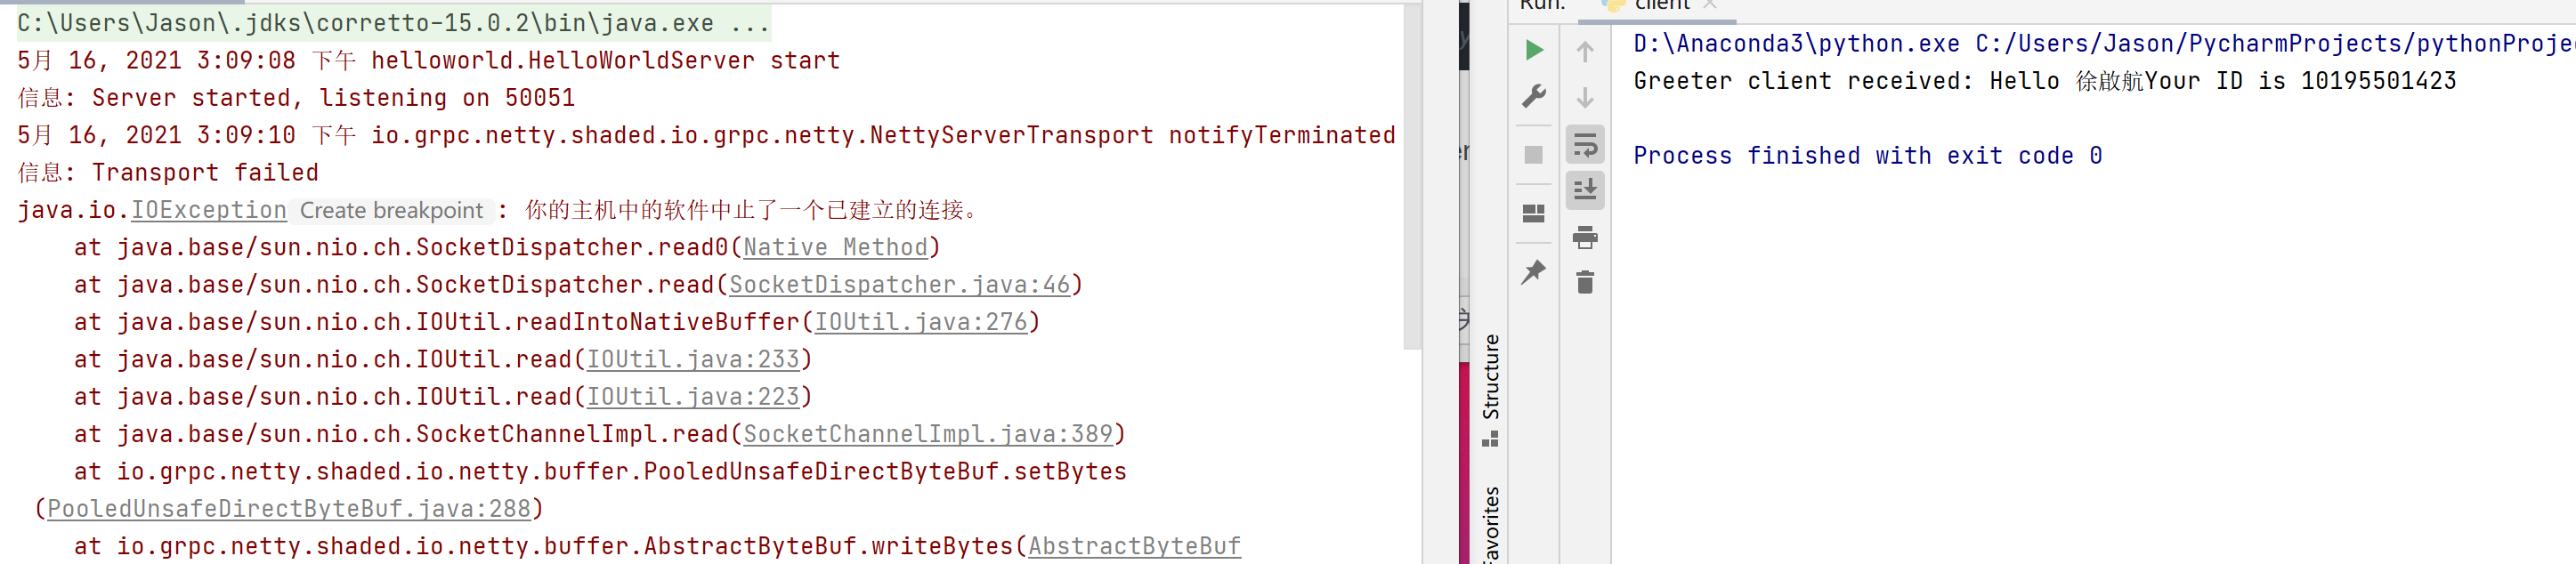 C:\Users\Jason\.jdks\corretto-15.0.2\bin\java.exe ...
5月 16, 2021 3:09:08 下午 helloworld.HelloWorldServer start
信息: Server started, listening on 50051
5月 16, 2021 3:09:10 下午 io.grpc.netty.shaded.io.grpc.netty.NettyServerTransport notifyTerminated
信息: Transport failed
java.io.IOException Create breakpoint : 你的主机中的软件中止了一个已建立的连接。
at java.base/sun.nio.ch.SocketDispatcher.read0(Native Method)
at java.base/sun.nio.ch.SocketDispatcher.read(SocketDispatcher.java:46)
at java.base/sun.nio.ch.IOUtil.readIntoNativeBuffer(IOUtil.java:276)
at java.base/sun.nio.ch.IOUtil.read(IOUtil.java:233)
at java.base/sun.nio.ch.IOUtil.read(IOUtil.java:223)
at java.base/sun.nio.ch.SocketChannelImpl.read(SocketChannelImpl.java:389)
at io.grpc.netty.shaded.io.netty.buffer.PooledUnsafeDirectByteBuf.setBytes
(PooledUnsafeDirectByteBuf.java:288)
at io.grpc.netty.shaded.io.netty.buffer.AbstractByteBuf.writeBytes(AbstractByteBuf
Run:
client
D:\Anaconda3\python.exe C:/Users/Jason/PycharmProjects/pythonProje
Greeter client received: Hello 徐啟航Your ID is 10195501423
Process finished with exit code 0
Structure
Favorites